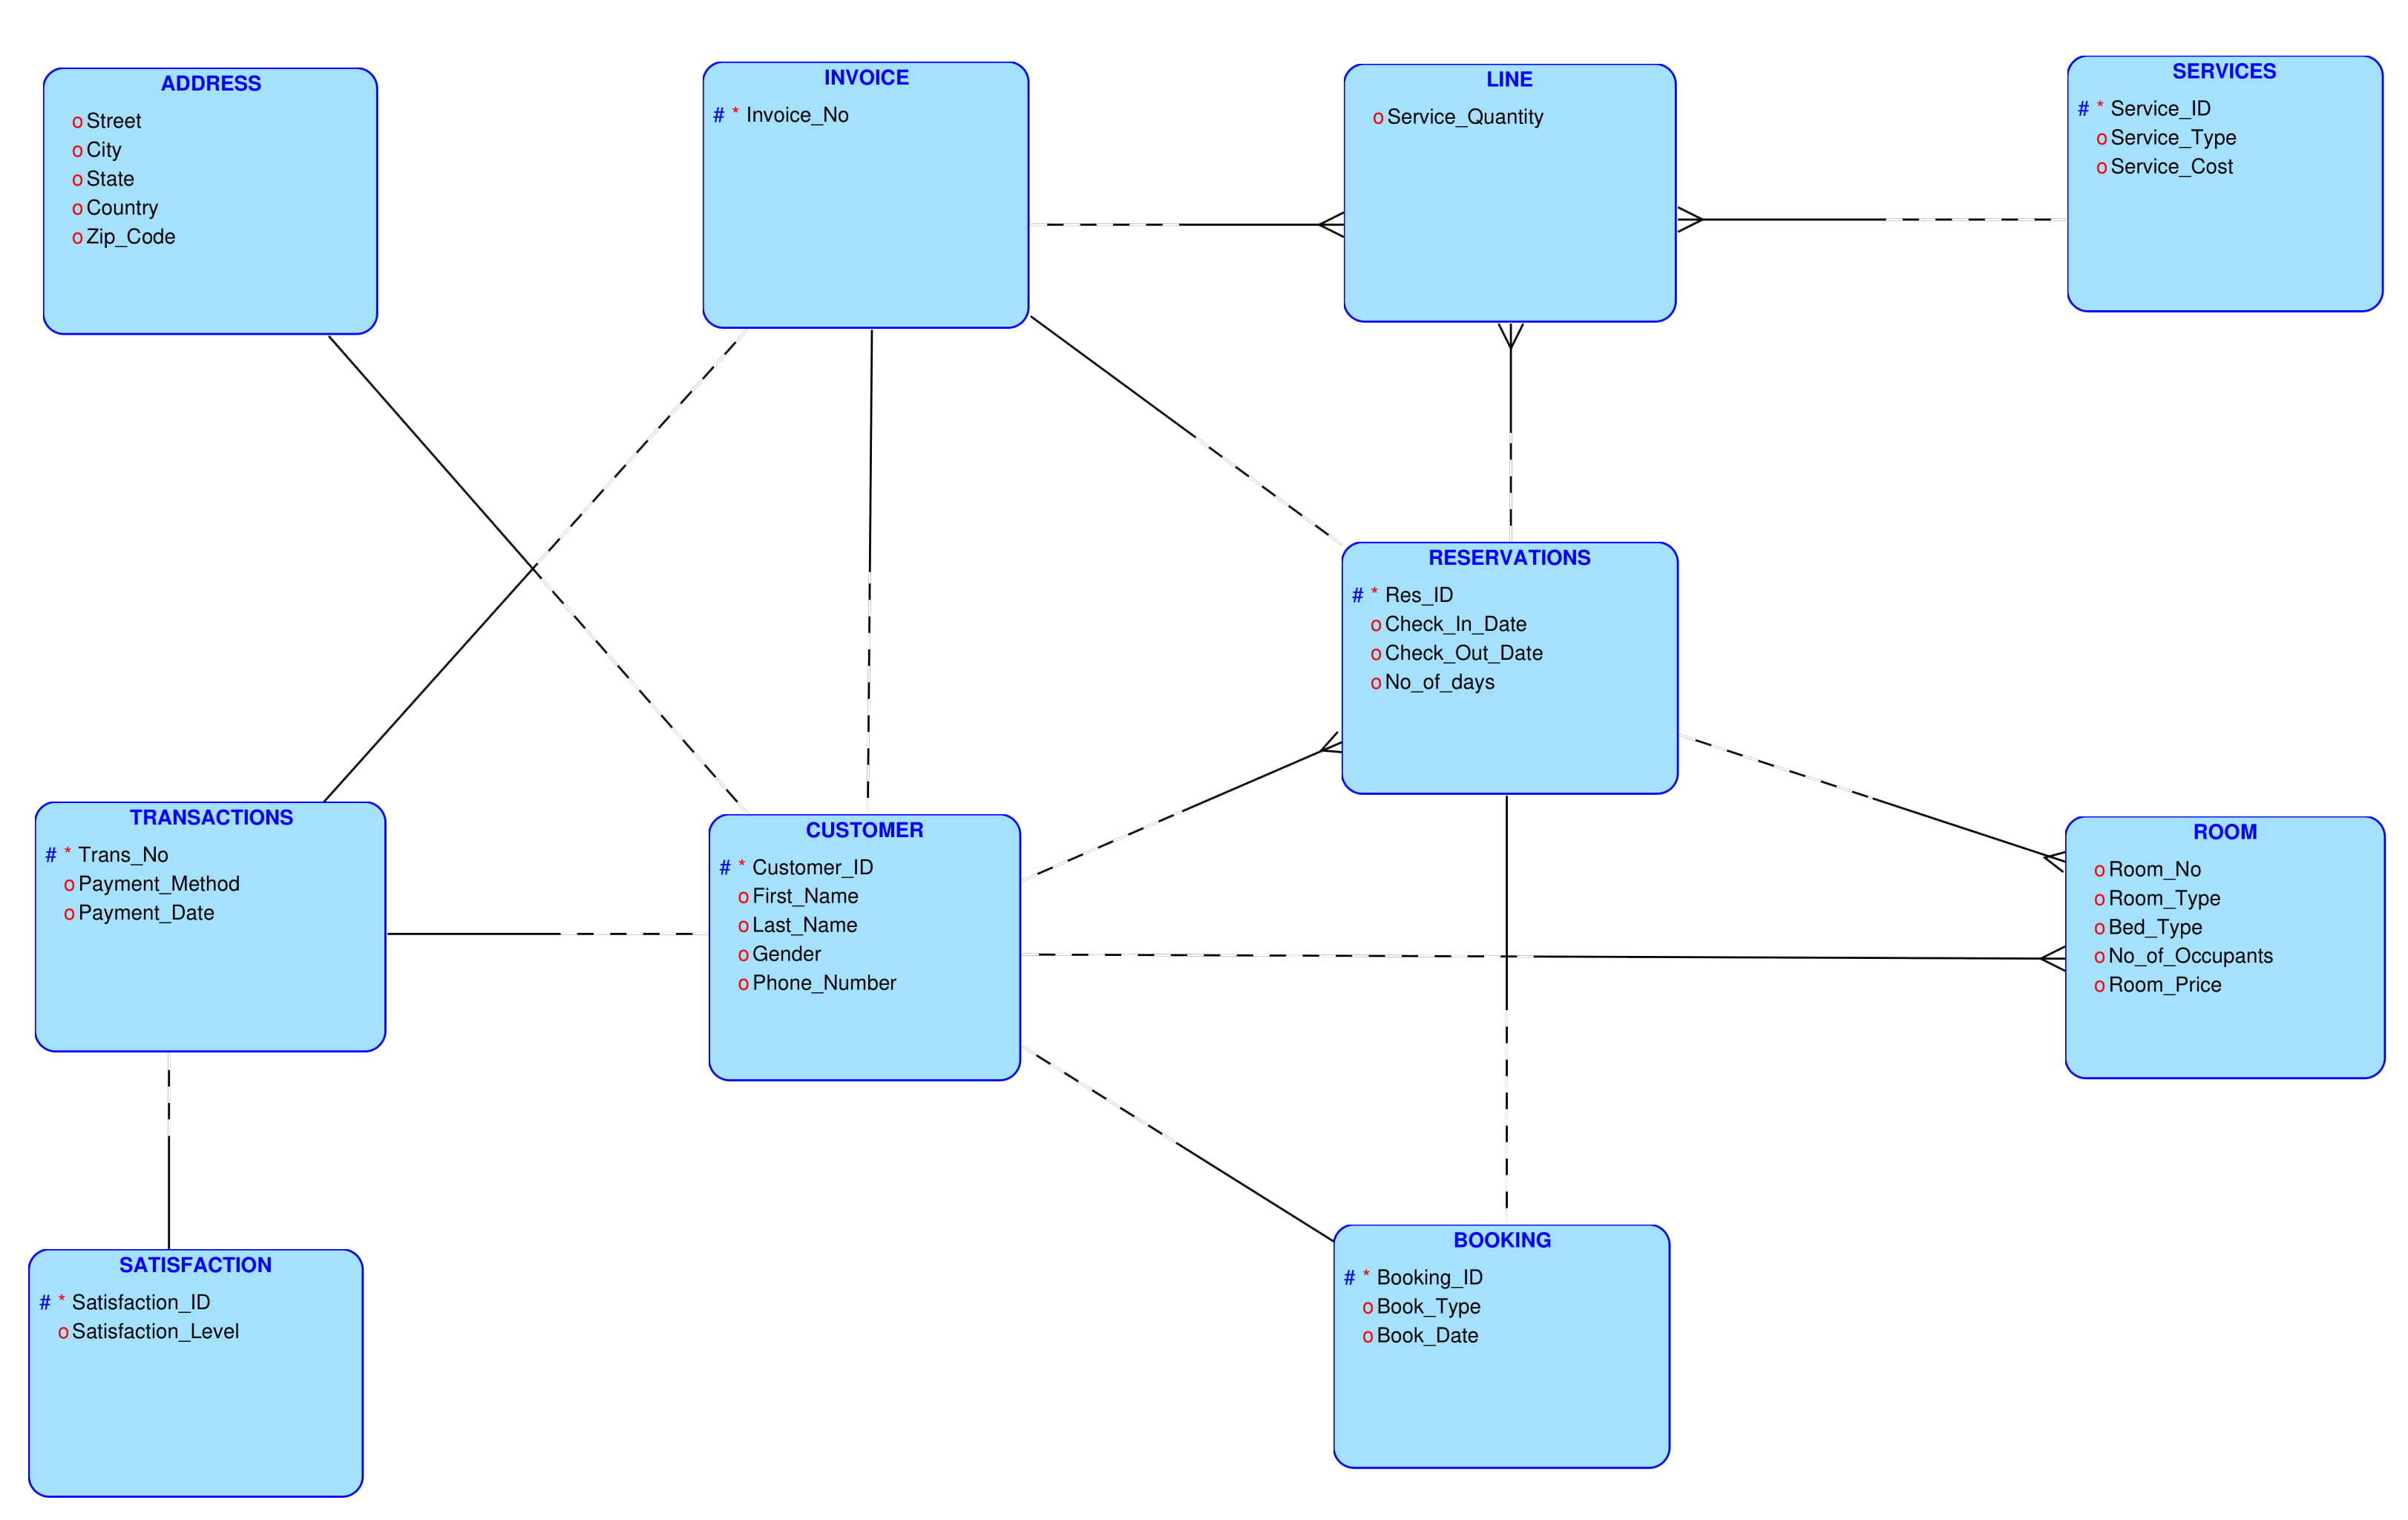 ADDRESS
o Street
o City
o State
o Country
o Zip_Code
INVOICE
# * Invoice_No
LINE
o Service_Quantity
SERVICES
# * Service_ID
o Service_Type
o Service_Cost
RESERVATIONS
# * Res_ID
o Check_In_Date
o Check_Out_Date
o No_of_days
TRANSACTIONS
# * Trans_No
o Payment_Method
o Payment_Date
CUSTOMER
# * Customer_ID
o First_Name
o Last_Name
o Gender
o Phone_Number
ROOM
o Room_No
o Room_Type
o Bed_Type
o No_of_Occupants
o Room_Price
SATISFACTION
# * Satisfaction_ID
o Satisfaction_Level
BOOKING
# * Booking_ID
o Book_Type
o Book_Date